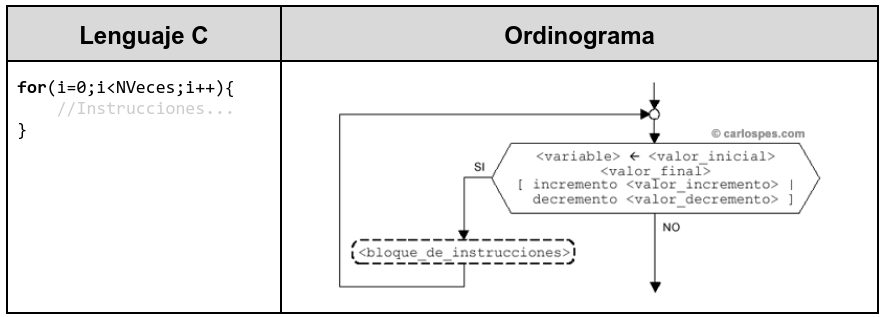 Lenguaje C
Ordinograma
for(i=0;i<NVeces;i++){
//Instrucciones...
}
© carlospes.com
<variable> ← <valor_inicial>
<valor_final>
[ incremento <valor_incremento> |
decremento <valor_decremento> ]
SI
NO
<bloque_de_instrucciones>